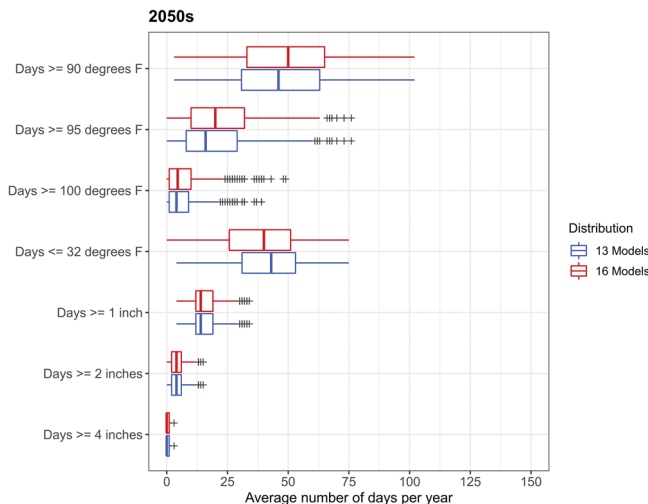 2050s
Days >= 90 degrees F
Days >= 95 degrees F
Days >= 100 degrees F
Days <= 32 degrees F
Days >= 1 inch
Days >= 2 inches
Days >= 4 inches
0 25 50 75 100 125 150
Average number of days per year
Distribution
13 Models
16 Models